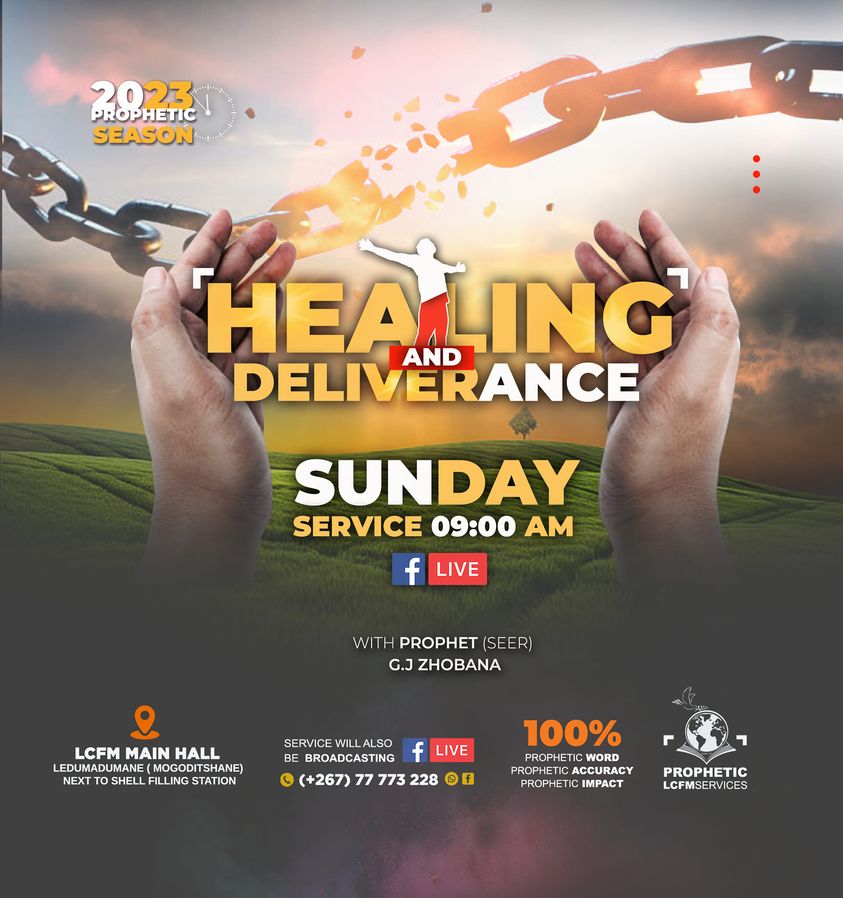 2023
PROPHETIC
SEASON
HEALING
AND
DELIVERANCE
SUNDAY
SERVICE 09:00 AM
f LIVE
WITH PROPHET (SEER)
G.J ZHOBANA
LCFM MAIN HALL
LEDUMADUMANE ( MOGODITSHANE)
NEXT TO SHELL FILLING STATION
SERVICE WILL ALSO
BE BROADCASTING f LIVE
(+267) 77 773 228 f
100%
PROPHETIC WORD
PROPHETIC ACCURACY
PROPHETIC IMPACT
PROPHETIC
LCFMSERVICES